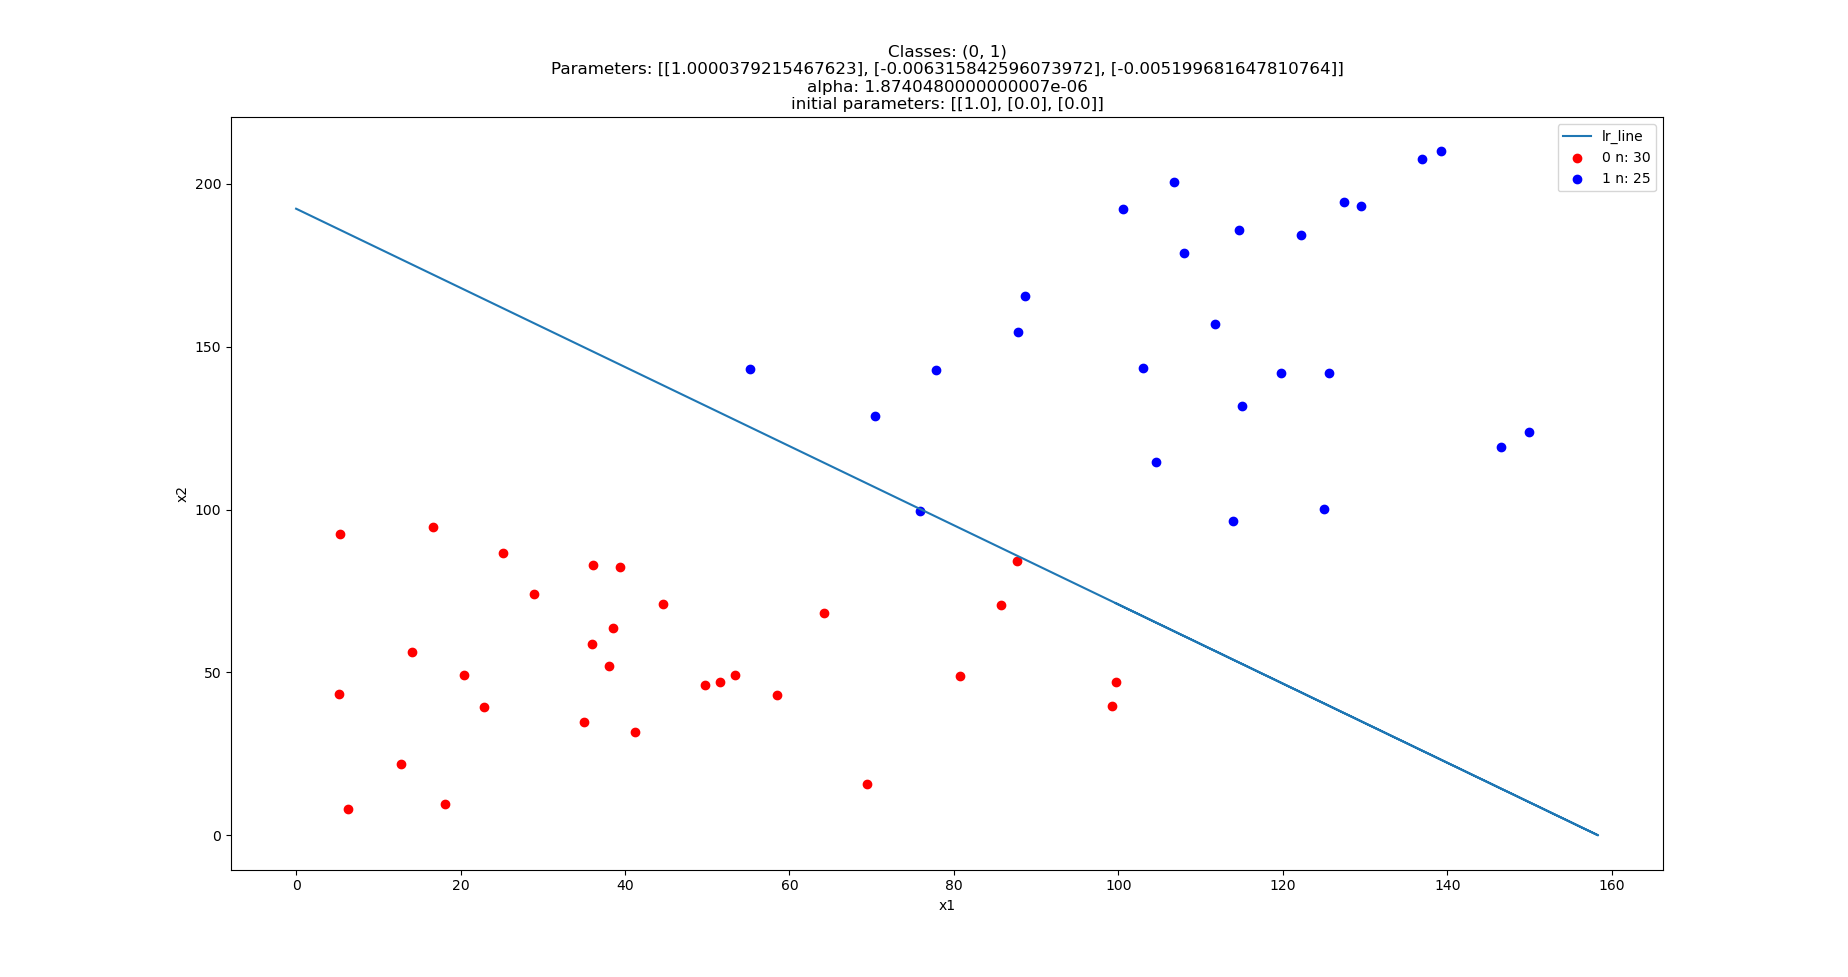 Classes: (0, 1)
Parameters: [[1.0000379215467623], [-0.006315842596073972], [-0.005199681647810764]]
alpha: 1.8740480000000007e-06
initial parameters: [[1.0], [0.0], [0.0]]
lr_line
0 n: 30
1 n: 25
200
150
100
50
0
x2
0 20 40 60 80 100 120 140 160
x1